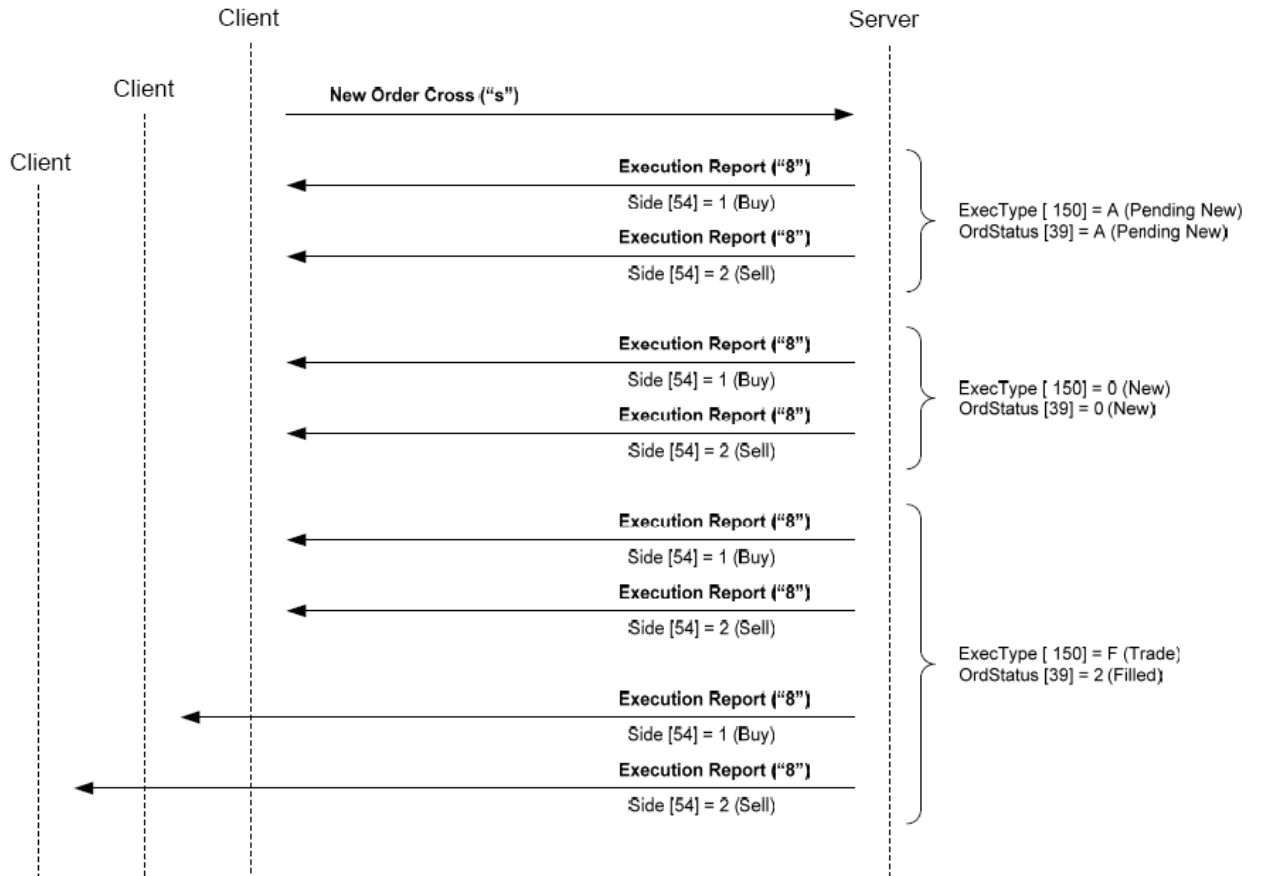 Client
Server
Client
New Order Cross (“s”)
Client
Execution Report (“8”)
Side [54] = 1 (Buy)
ExecType [ 150] = A (Pending New)
OrdStatus [39] = A (Pending New)
Execution Report (“8”)
Side [54] = 2 (Sell)
Execution Report (“8”)
Side [54] = 1 (Buy)
ExecType [ 150] = 0 (New)
OrdStatus [39] = 0 (New)
Execution Report (“8”)
Side [54] = 2 (Sell)
Execution Report (“8”)
Side [54] = 1 (Buy)
Execution Report (“8”)
Side [54] = 2 (Sell)
ExecType [ 150] = F (Trade)
OrdStatus [39] = 2 (Filled)
Execution Report (“8”)
Side [54] = 1 (Buy)
Execution Report (“8”)
Side [54] = 2 (Sell)